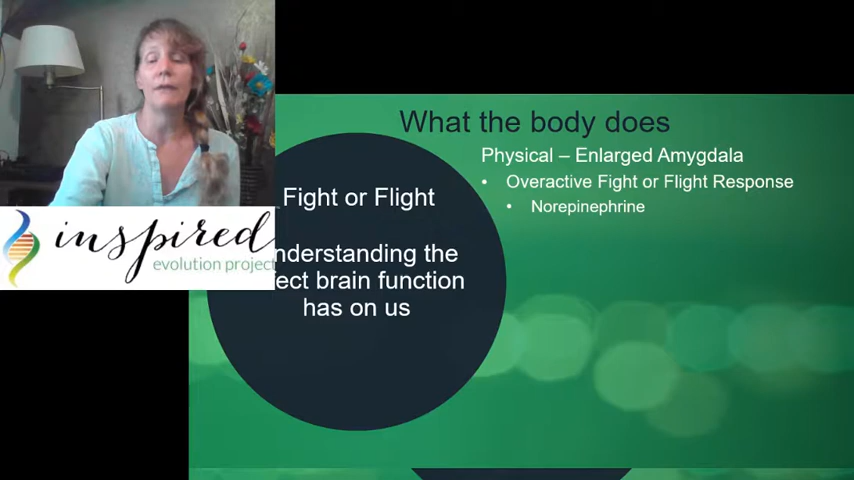 What the body does
Physical – Enlarged Amygdala
• Overactive Fight or Flight Response
• Norepinephrine
Fight or Flight
nderstanding the
ect brain function
has on us
inspired
evolution project